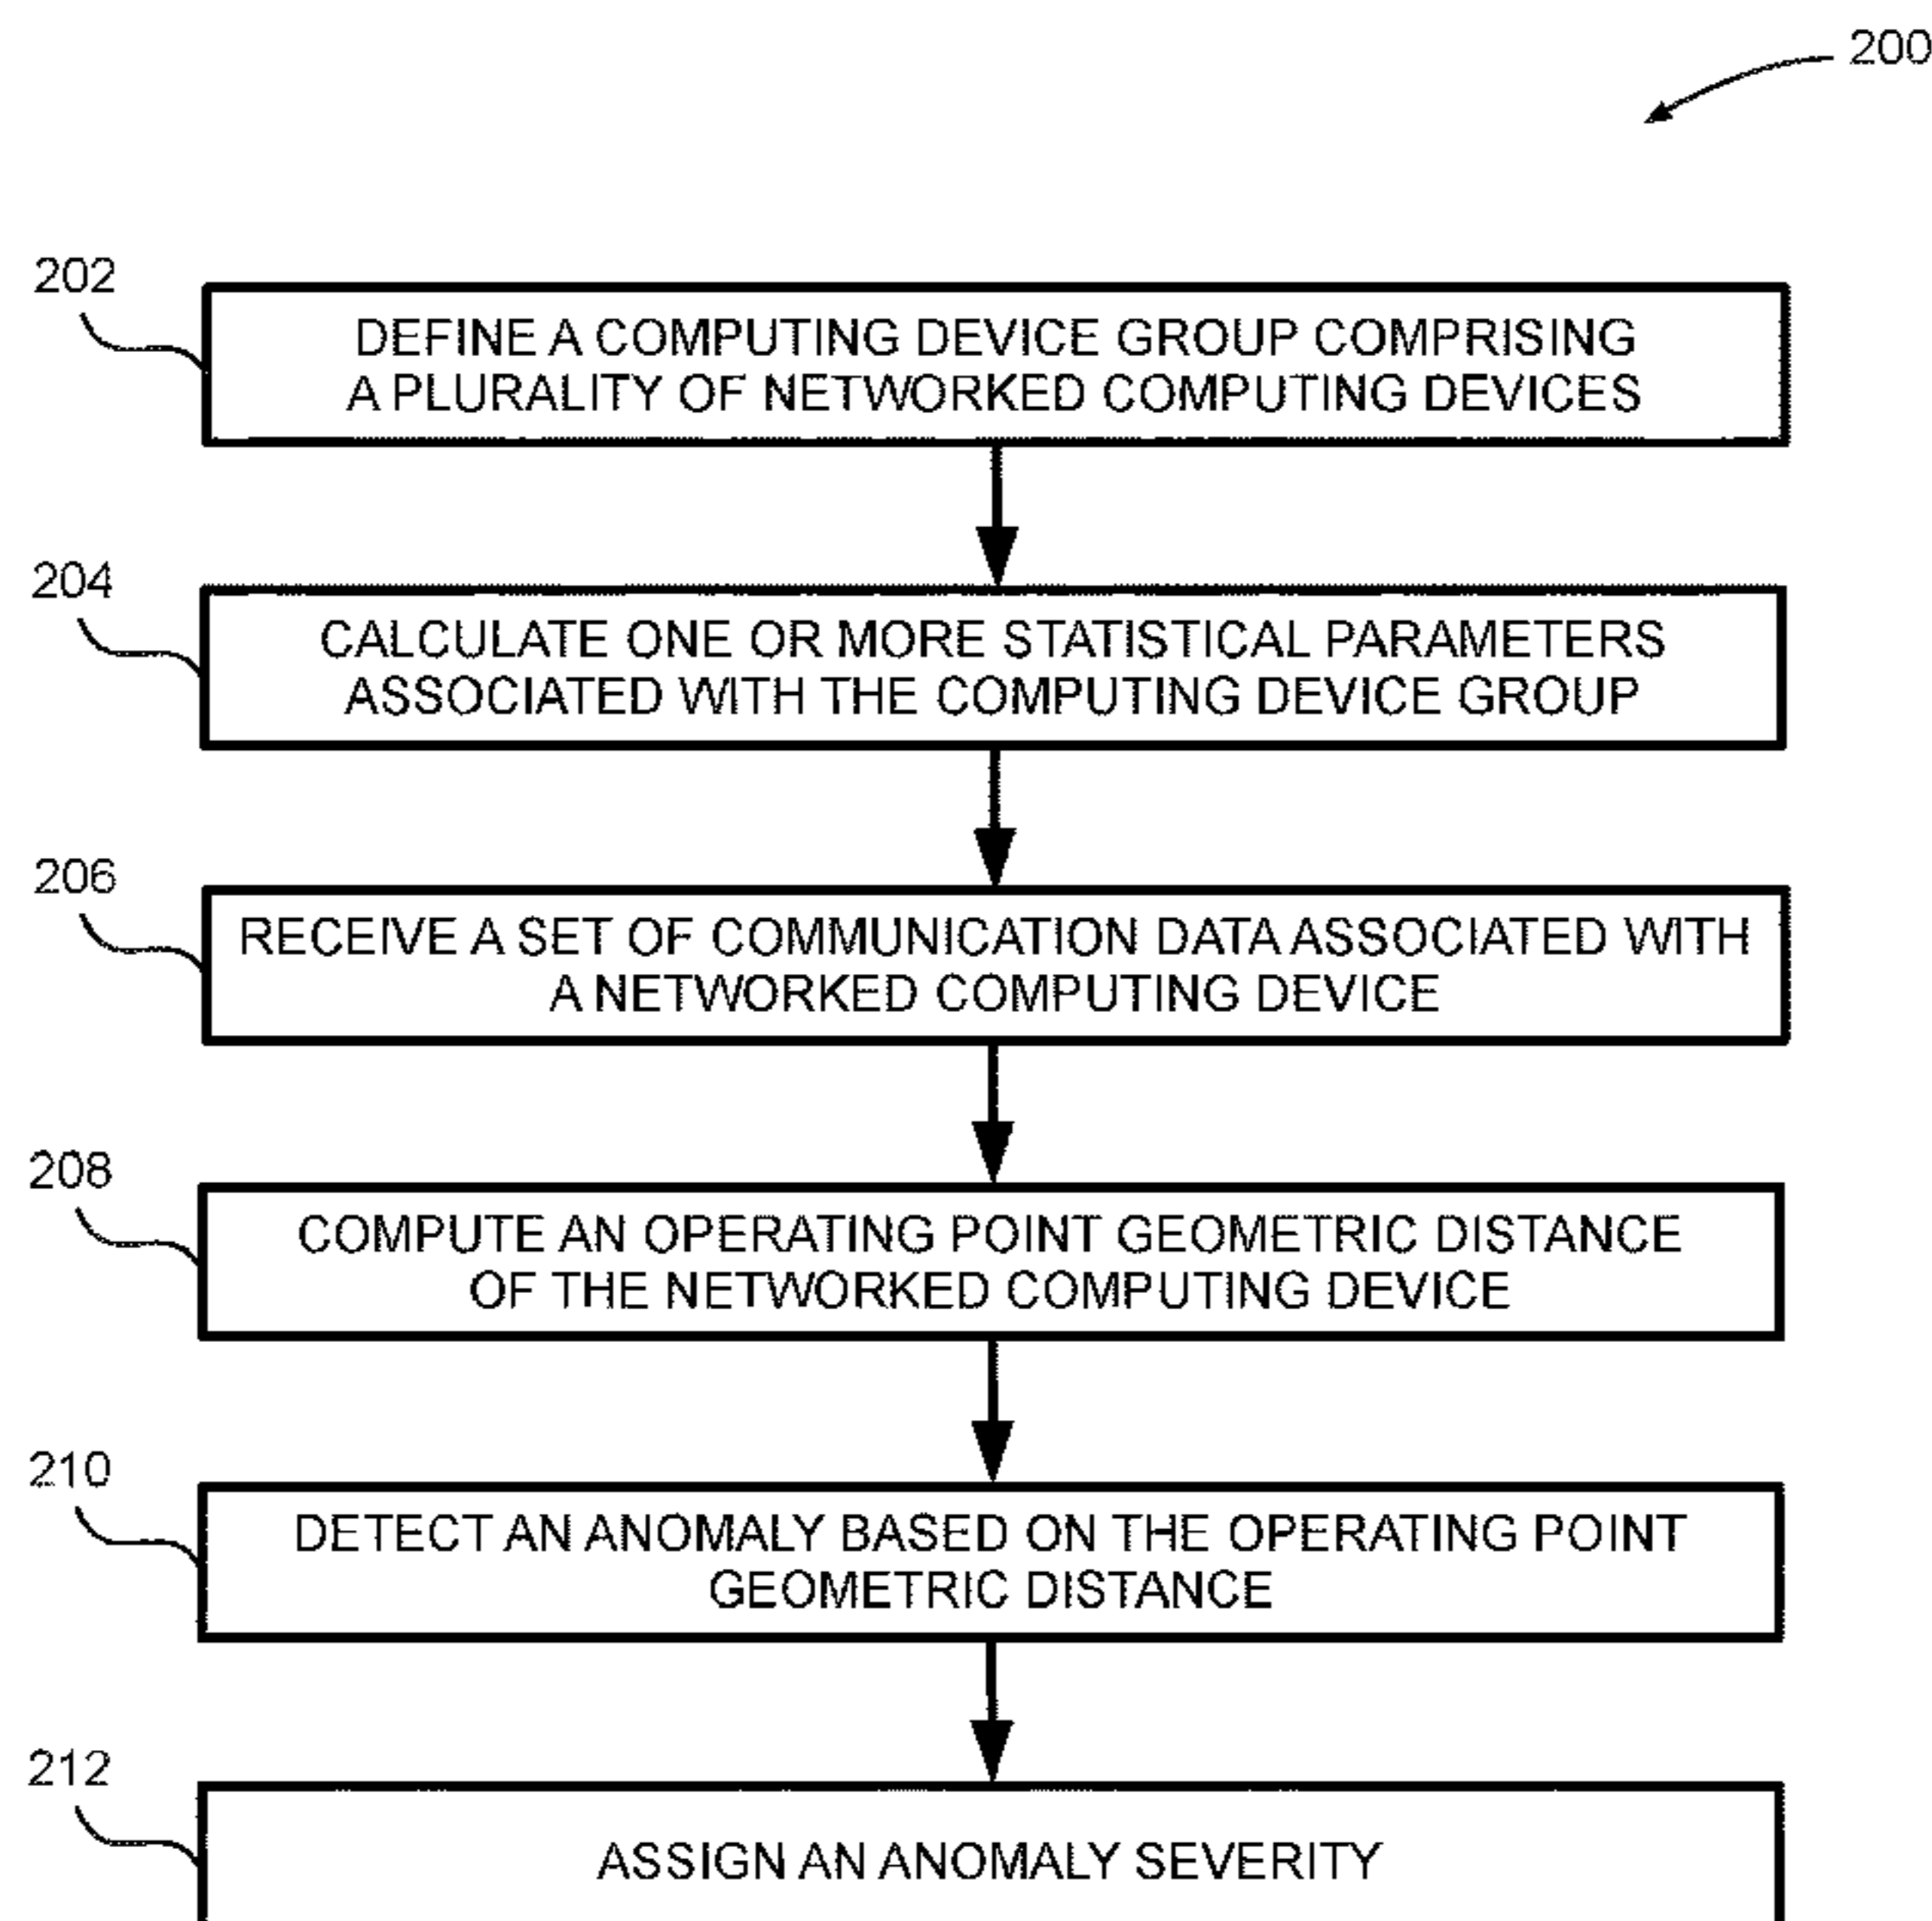 200
202
DEFINE A COMPUTING DEVICE GROUP COMPRISING
A PLURALITY OF NETWORKED COMPUTING DEVICES
204
CALCULATE ONE OR MORE STATISTICAL PARAMETERS
ASSOCIATED WITH THE COMPUTING DEVICE GROUP
206
RECEIVE A SET OF COMMUNICATION DATA ASSOCIATED WITH
A NETWORKED COMPUTING DEVICE
208
COMPUTE AN OPERATING POINT GEOMETRIC DISTANCE
OF THE NETWORKED COMPUTING DEVICE
210
DETECT AN ANOMALY BASED ON THE OPERATING POINT
GEOMETRIC DISTANCE
212
ASSIGN AN ANOMALY SEVERITY